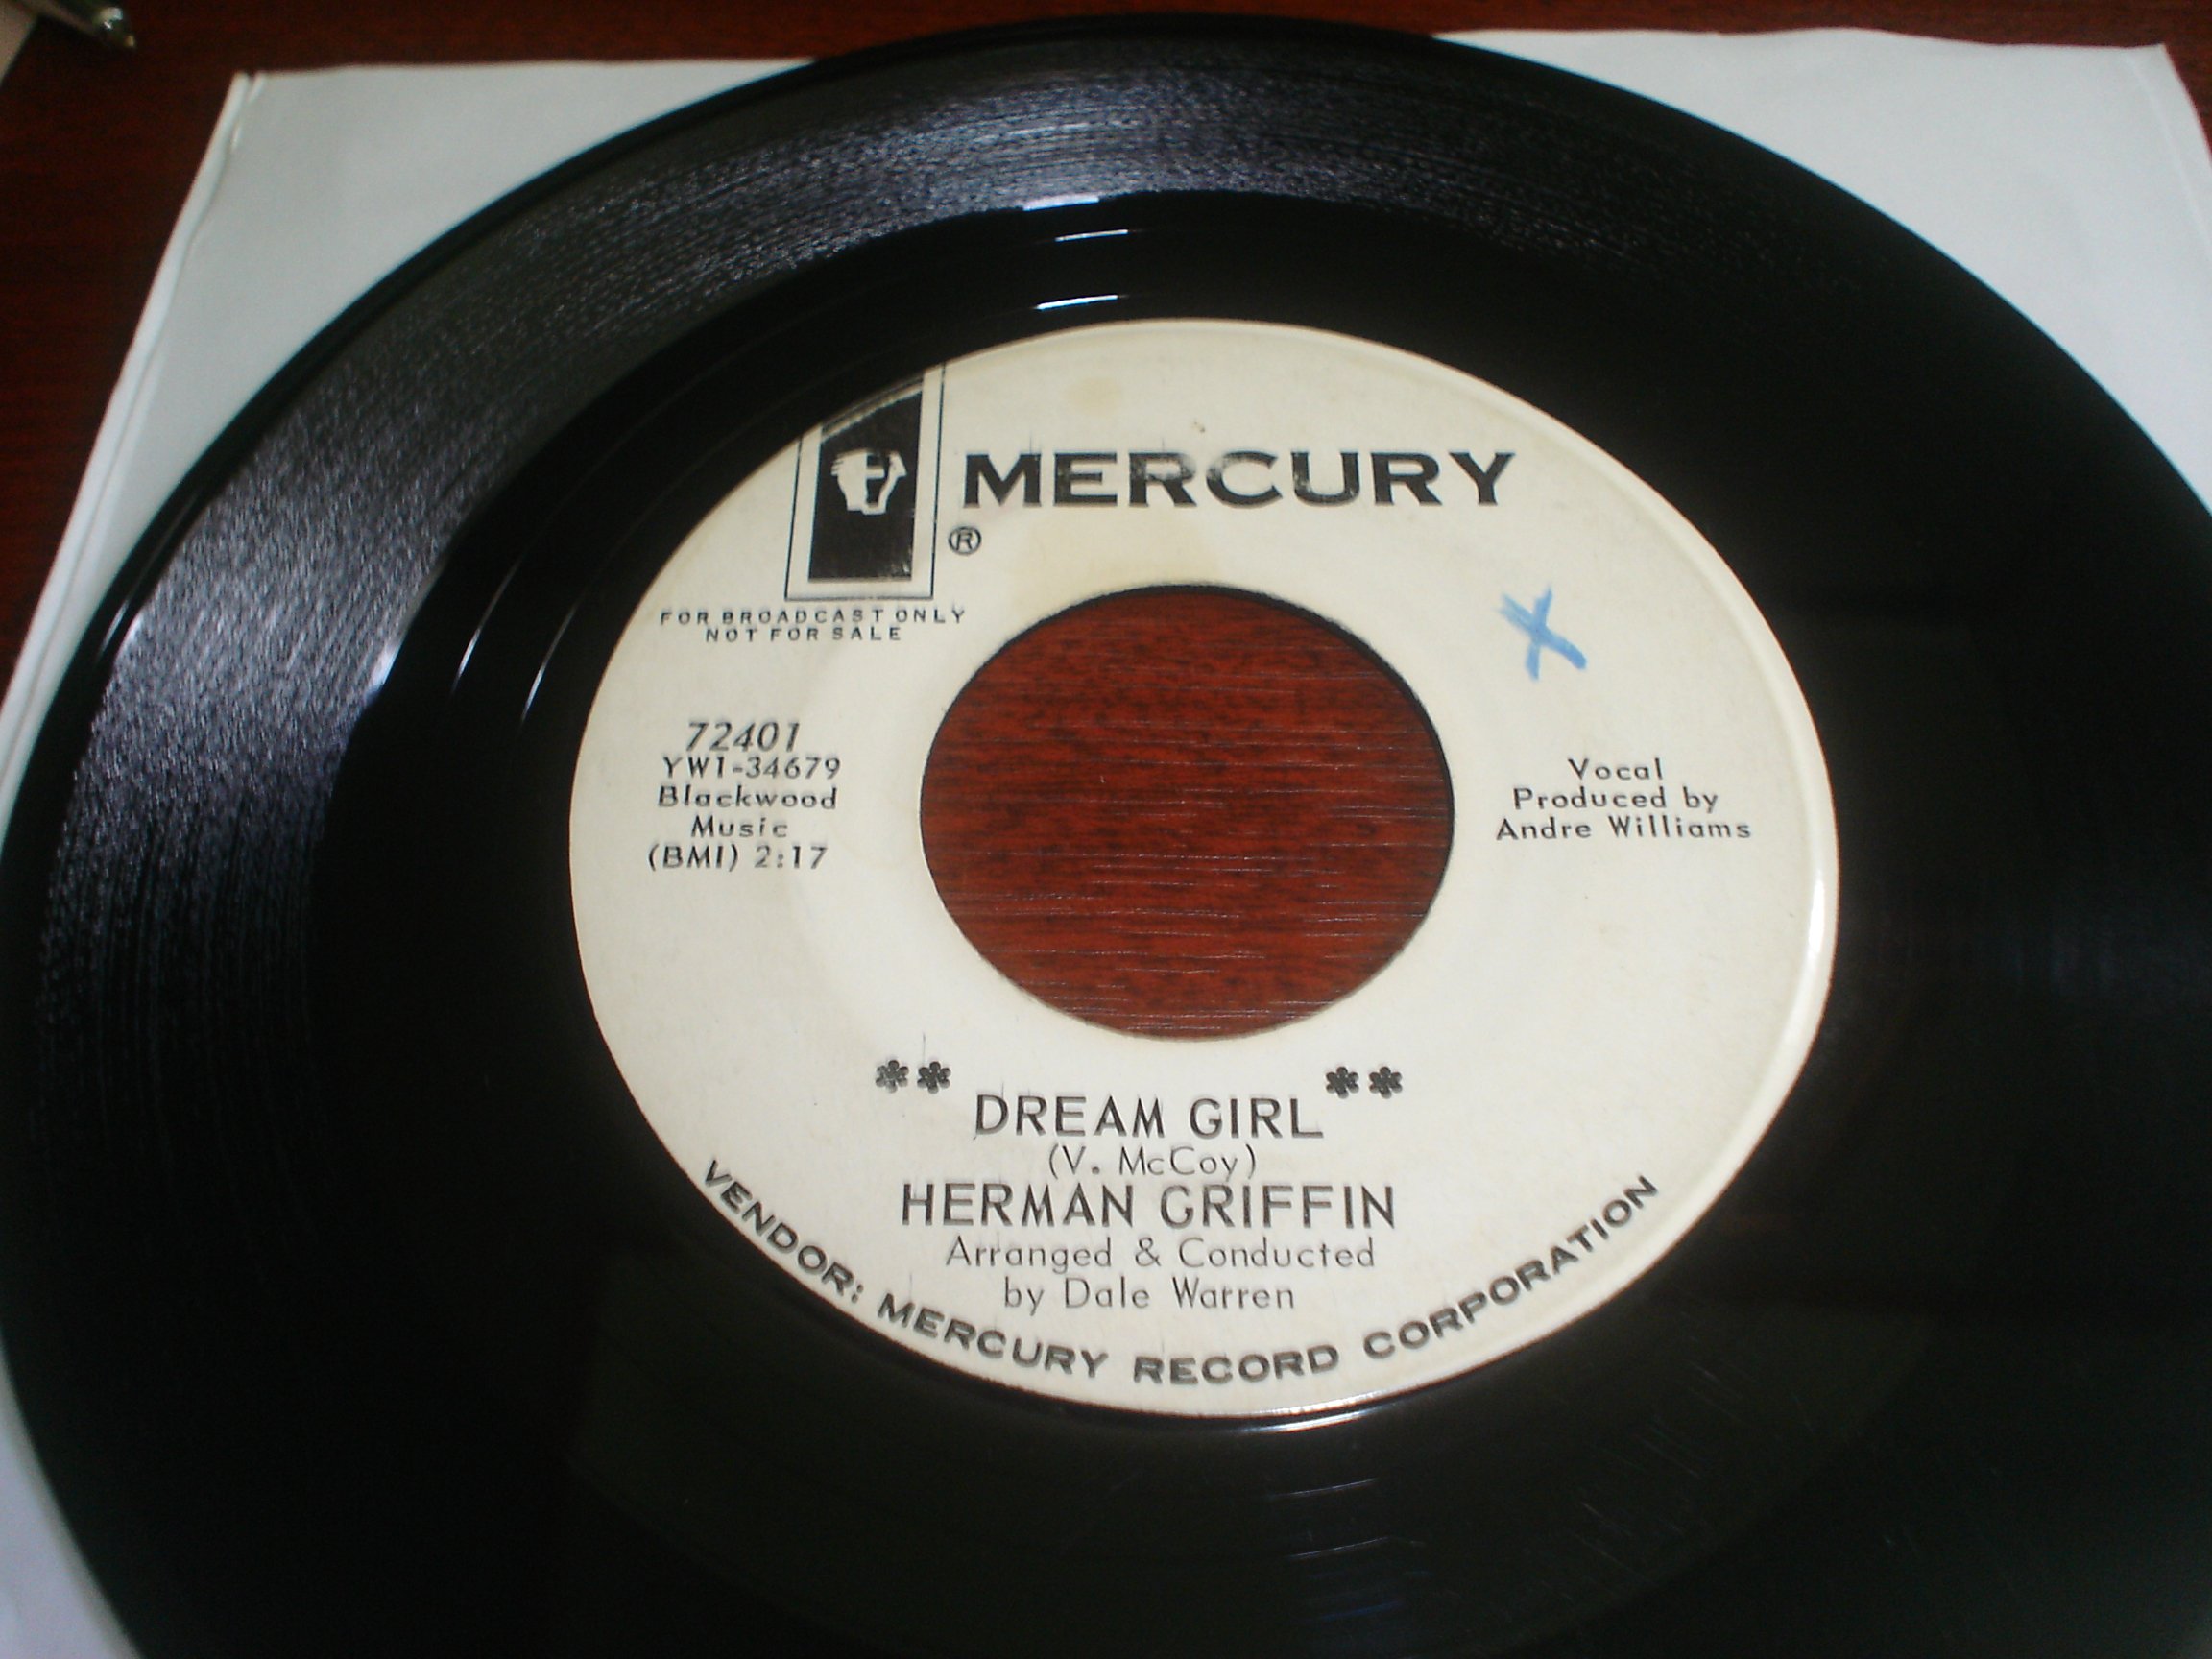 MERCURY
®
FOR BROADCAST ONLY
NOT FOR SALE
X
72401
YW1-34679
Blackwood
Music
(BMI) 2:17
Vocal
Produced by
Andre Williams
** DREAM GIRL **
(V. McCoy)
HERMAN GRIFFIN
Arranged & Conducted
by Dale Warren
VENDOR: MERCURY RECORD CORPORATION